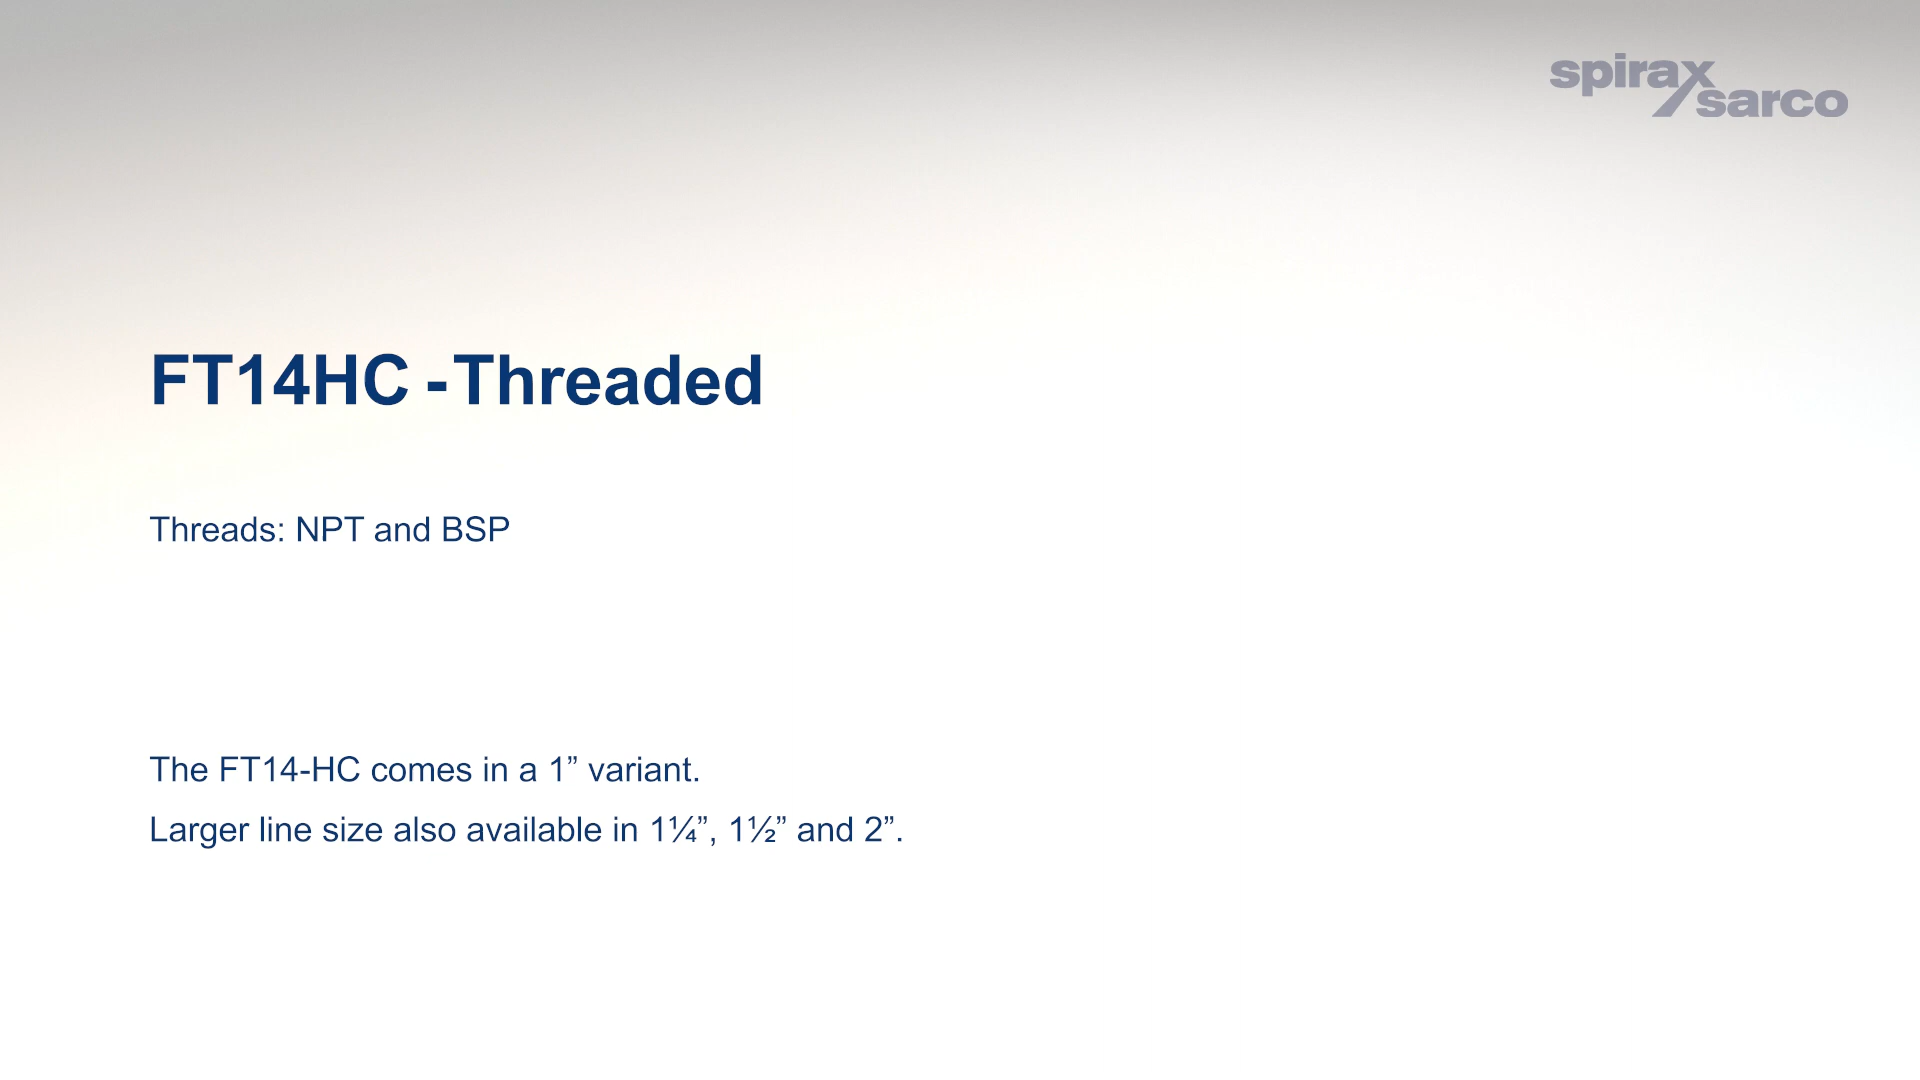 spirax
sarco
FT14HC - Threaded
Threads: NPT and BSP
The FT14-HC comes in a 1” variant.
Larger line size also available in 1¼”, 1½” and 2”.